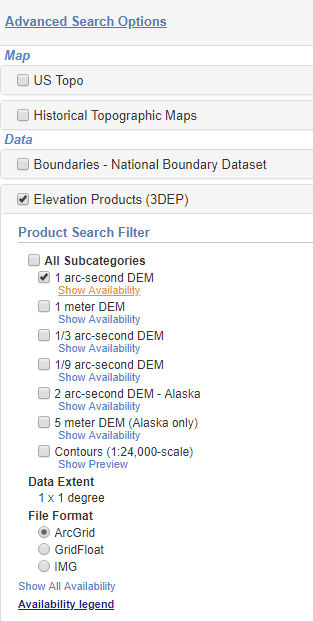 Advanced Search Options
Map
US Topo
Historical Topographic Maps
Data
Boundaries - National Boundary Dataset
Elevation Products (3DEP)
Product Search Filter
All Subcategories
1 arc-second DEM
Show Availability
1 meter DEM
Show Availability
1/3 arc-second DEM
Show Availability
1/9 arc-second DEM
Show Availability
2 arc-second DEM - Alaska
Show Availability
5 meter DEM (Alaska only)
Show Availability
Contours (1:24,000-scale)
Show Preview
Data Extent
1 x 1 degree
File Format
ArcGrid
GridFloat
IMG
Show All Availability
Availability legend